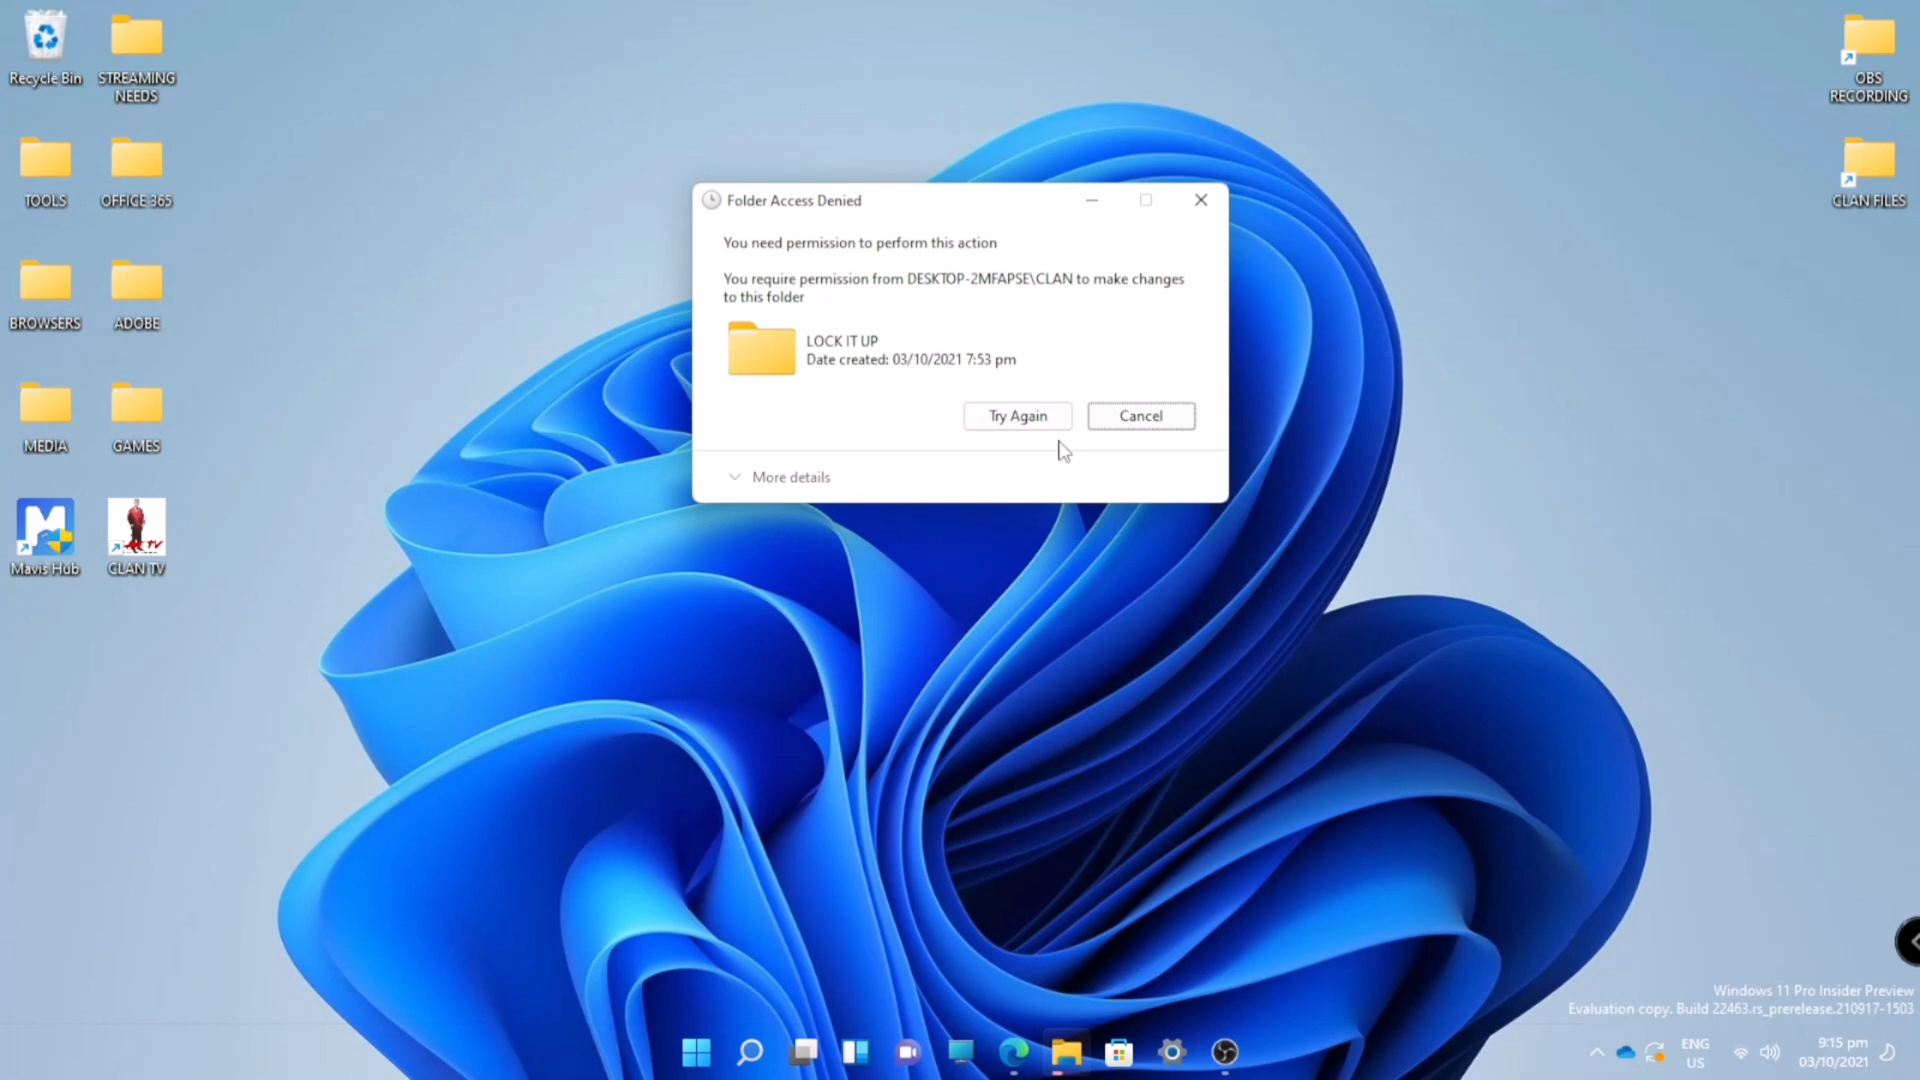 Recycle Bin
STREAMING
NEEDS
TOOLS
OFFICE 365
BROWSERS
ADOBE
MEDIA
GAMES
Mavis Hub
CLAN TV
OBS
RECORDING
CLAN FILES
Folder Access Denied
You need permission to perform this action
You require permission from DESKTOP-2MFAPSE\CLAN to make changes
to this folder
LOCK IT UP
Date created: 03/10/2021 7:53 pm
Try Again
Cancel
More details
Windows 11 Pro Insider Preview
Evaluation copy. Build 22463.rs_prerelease.210917-1503
ENG
US
9:15 pm
03/10/2021